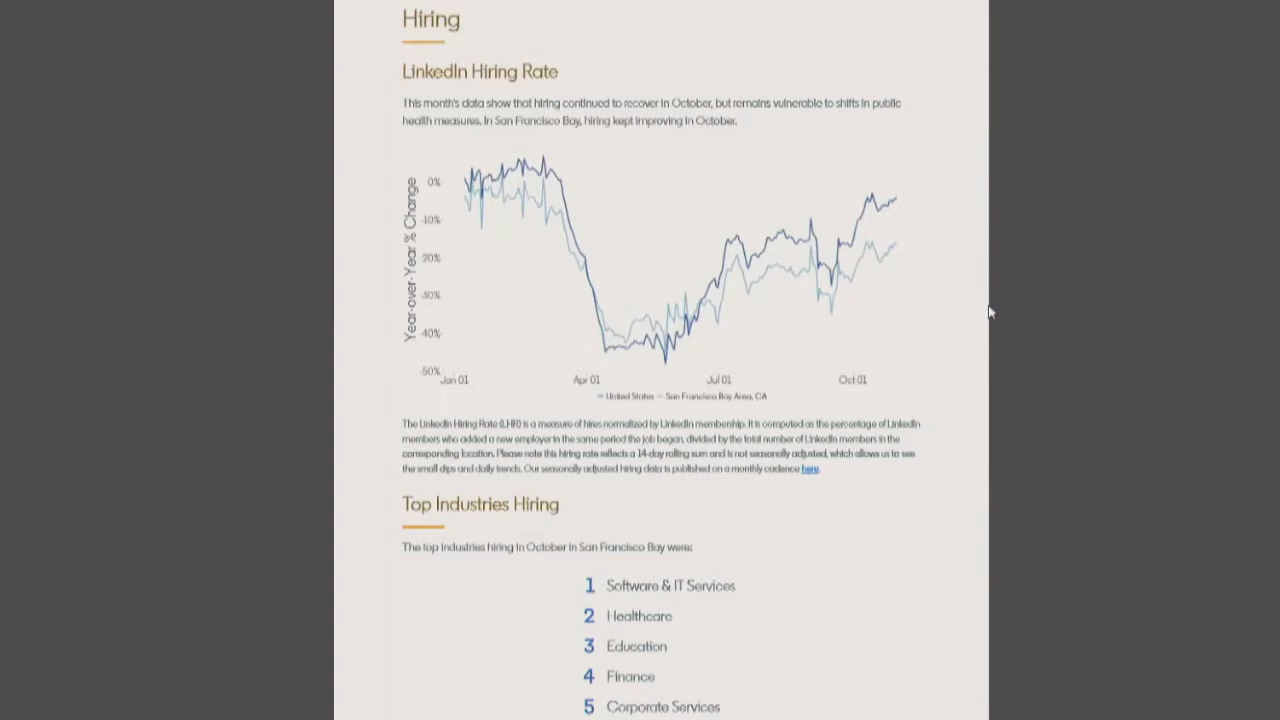 Hiring
LinkedIn Hiring Rate
This month's data show that hiring continued to recover in October, but remains vulnerable to shifts in public
health measures. In San Francisco Bay, hiring kept improving in October.
Year-over-Year % Change
0%
-10%
-20%
-30%
-40%
-50%
Jan 01
Apr 01
Jul 01
Oct 01
United States
San Francisco Bay Area, CA
The LinkedIn Hiring Rate (LHR) is a measure of hires normalized by LinkedIn membership. It is computed as the percentage of LinkedIn
members who added a new employer in the same period the job began, divided by the total number of LinkedIn members in the
corresponding location. Please note this hiring rate reflects a 14-day rolling sum and is not seasonally adjusted, which allows us to see
the small dips and daily trends. Our seasonally adjusted hiring data is published on a monthly cadence here.
Top Industries Hiring
The top industries hiring in October in San Francisco Bay were:
1 Software & IT Services
2 Healthcare
3 Education
4 Finance
5 Corporate Services